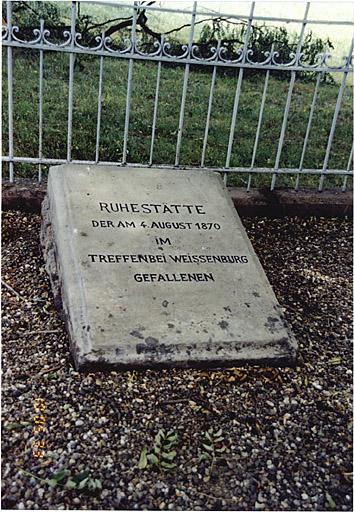 RUHESTÄTTE
DER AM 4. AUGUST 1870
IM
TREFFENBEI WEISSENBURG
GEFALLENEN